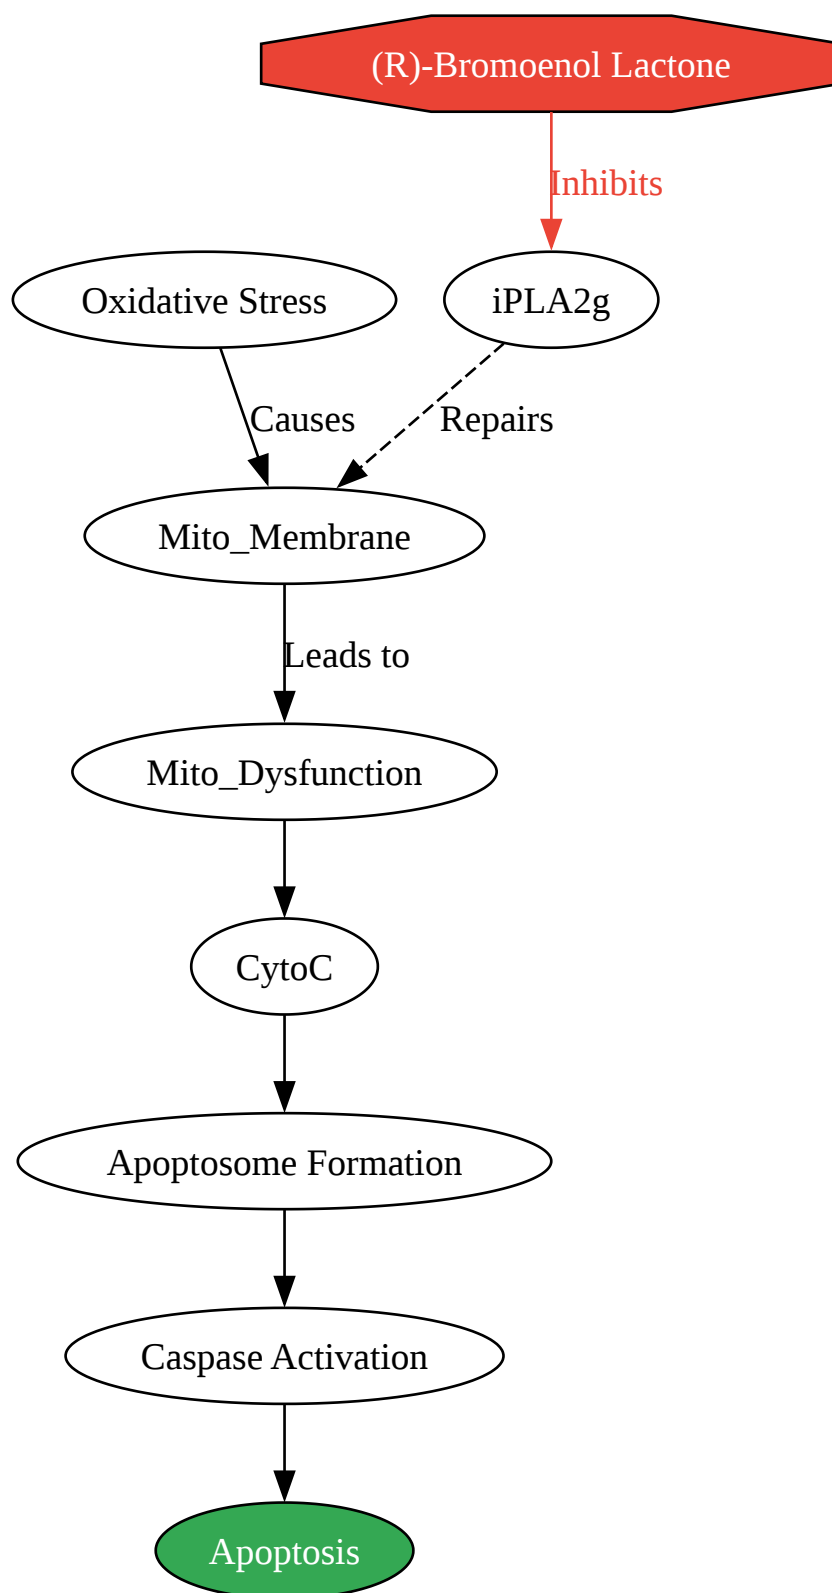 (R)-Bromoenol Lactone
Inhibits
Oxidative Stress
iPLA2g
Causes
Repairs
Mito_Membrane
Leads to
Mito_Dysfunction
CytoC
Apoptosome Formation
Caspase Activation
Apoptosis